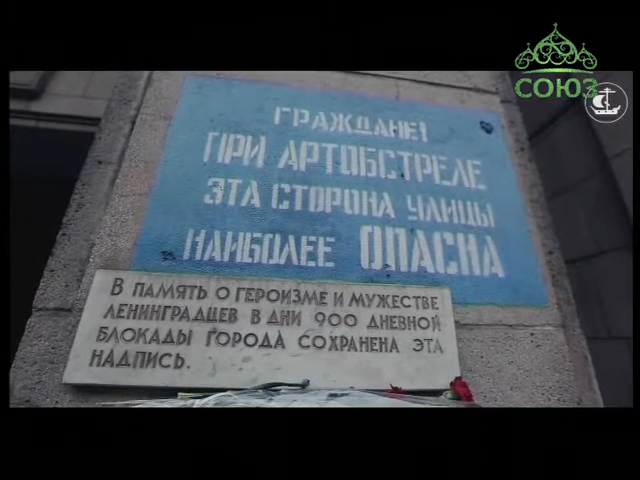 СОЮЗ
ГРАЖДАНЕ!
ПРИ АРТОБСТРЕЛЕ
ЭТА СТОРОНА УЛИЦЫ
НАИБОЛЕЕ ОПАСНА
В ПАМЯТЬ О ГЕРОИЗМЕ И МУЖЕСТВЕ
ЛЕНИНГРАДЦЕВ В ДНИ 900 ДНЕВНОЙ
БЛОКАДЫ ГОРОДА СОХРАНЕНА ЭТА
НАДПИСЬ.